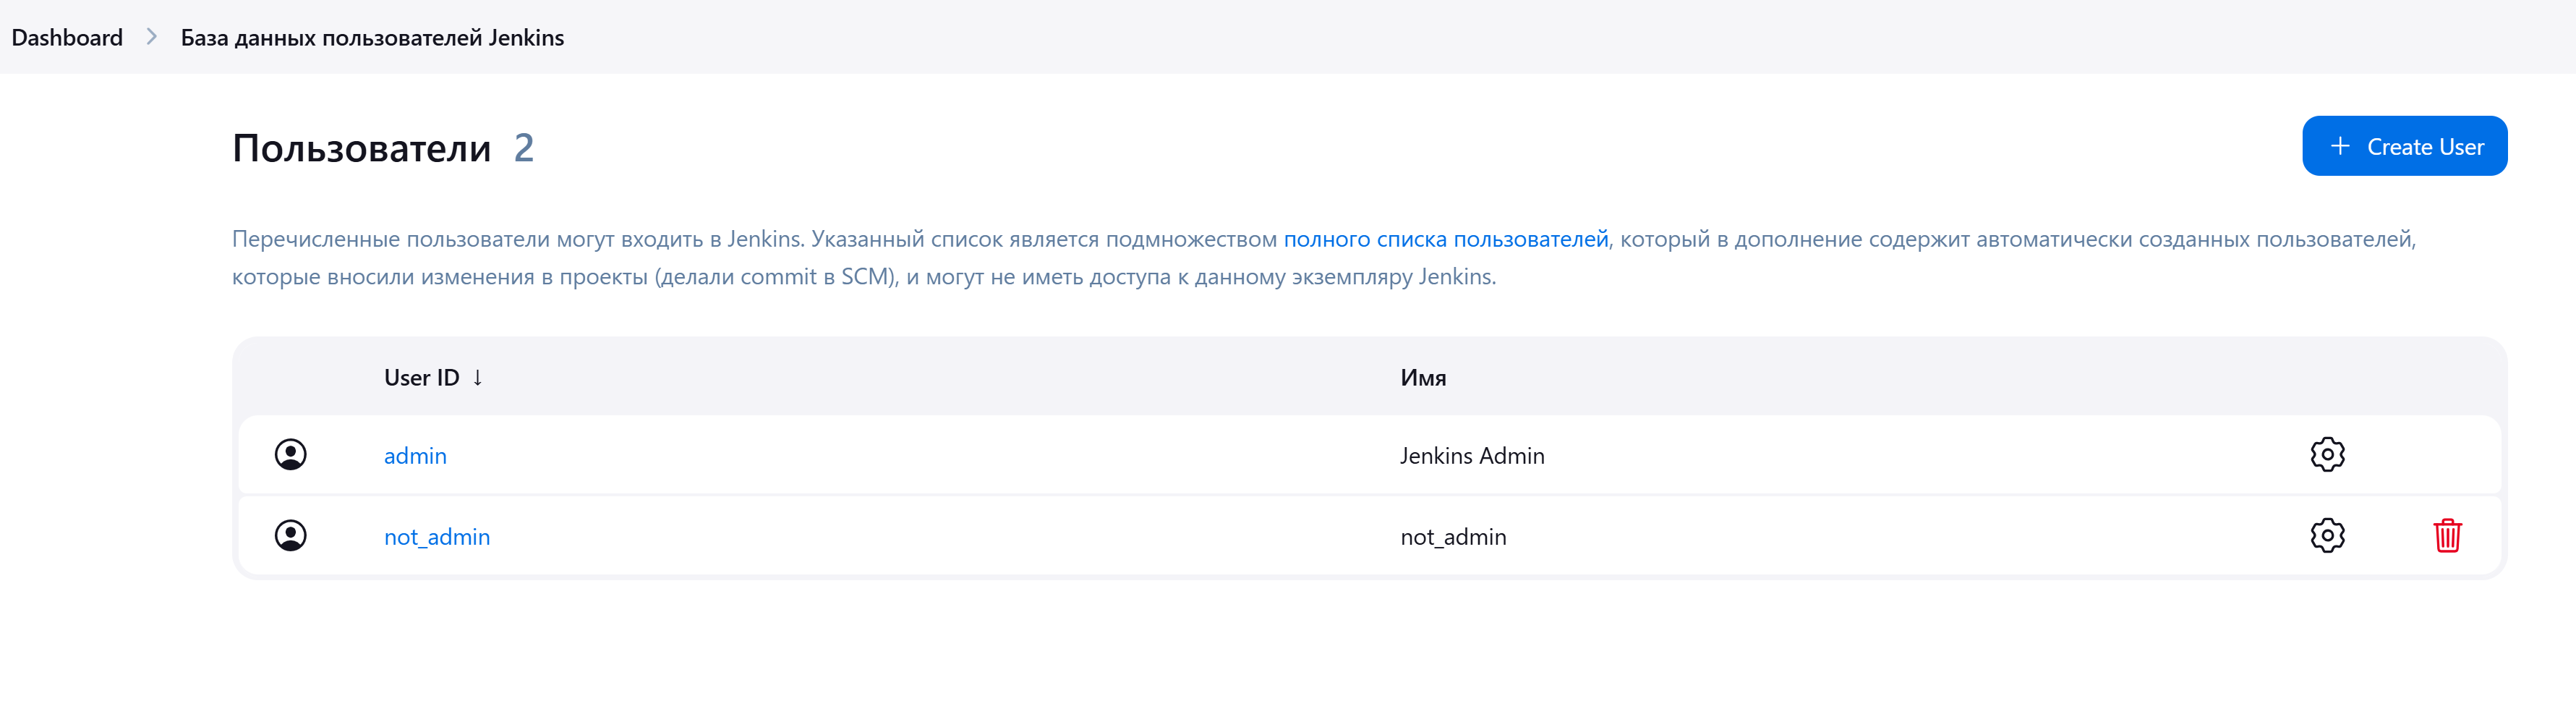 Dashboard > База данных пользователей Jenkins
Пользователи 2
+ Create User
Перечисленные пользователи могут входить в Jenkins. Указанный список является подмножеством полного списка пользователей, который в дополнение содержит автоматически созданных пользователей,
которые вносили изменения в проекты (делали commit в SCM), и могут не иметь доступа к данному экземпляру Jenkins.
User ID ↓ Имя
admin Jenkins Admin
not_admin not_admin